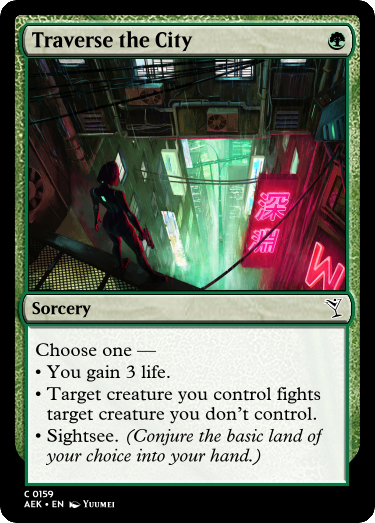 Traverse the City
深
淵
W
Sorcery
Choose one —
• You gain 3 life.
• Target creature you control fights
target creature you don't control.
• Sightsee. (Conjure the basic land of
your choice into your hand.)
C 0159
AEK • EN Yuumei